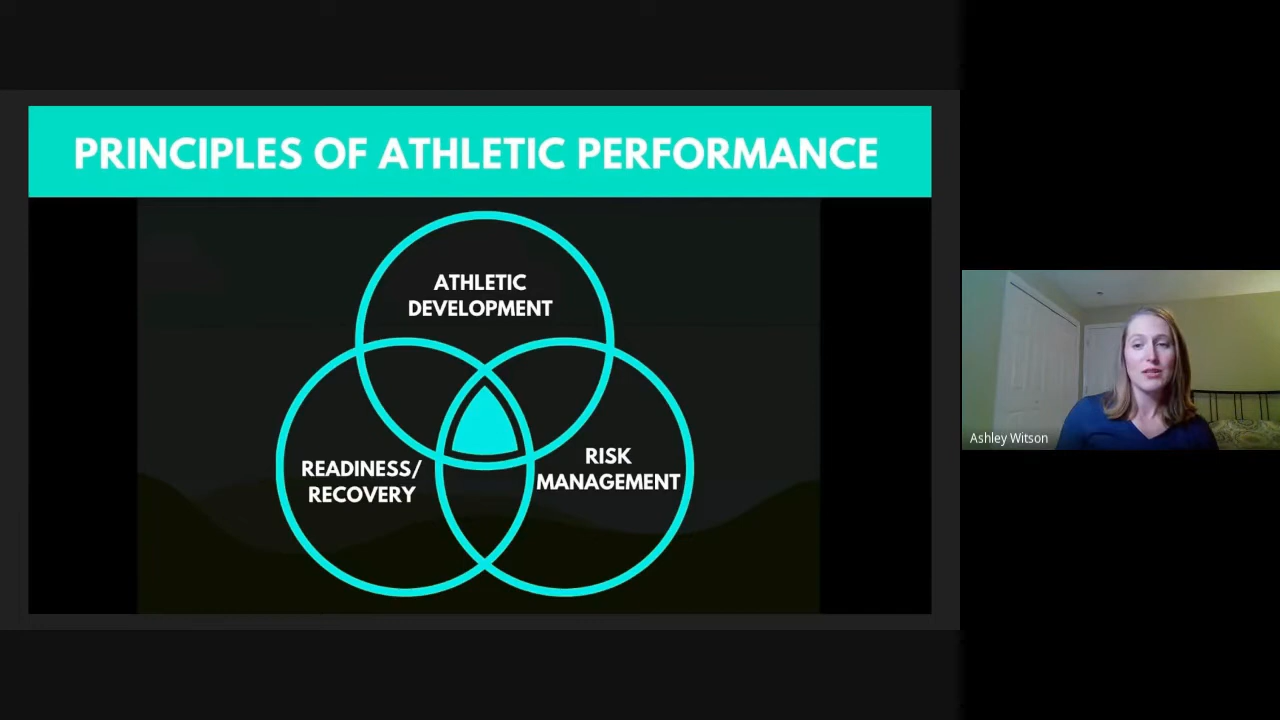 PRINCIPLES OF ATHLETIC PERFORMANCE
ATHLETIC
DEVELOPMENT
READINESS/
RECOVERY
RISK
MANAGEMENT
Ashley Witson